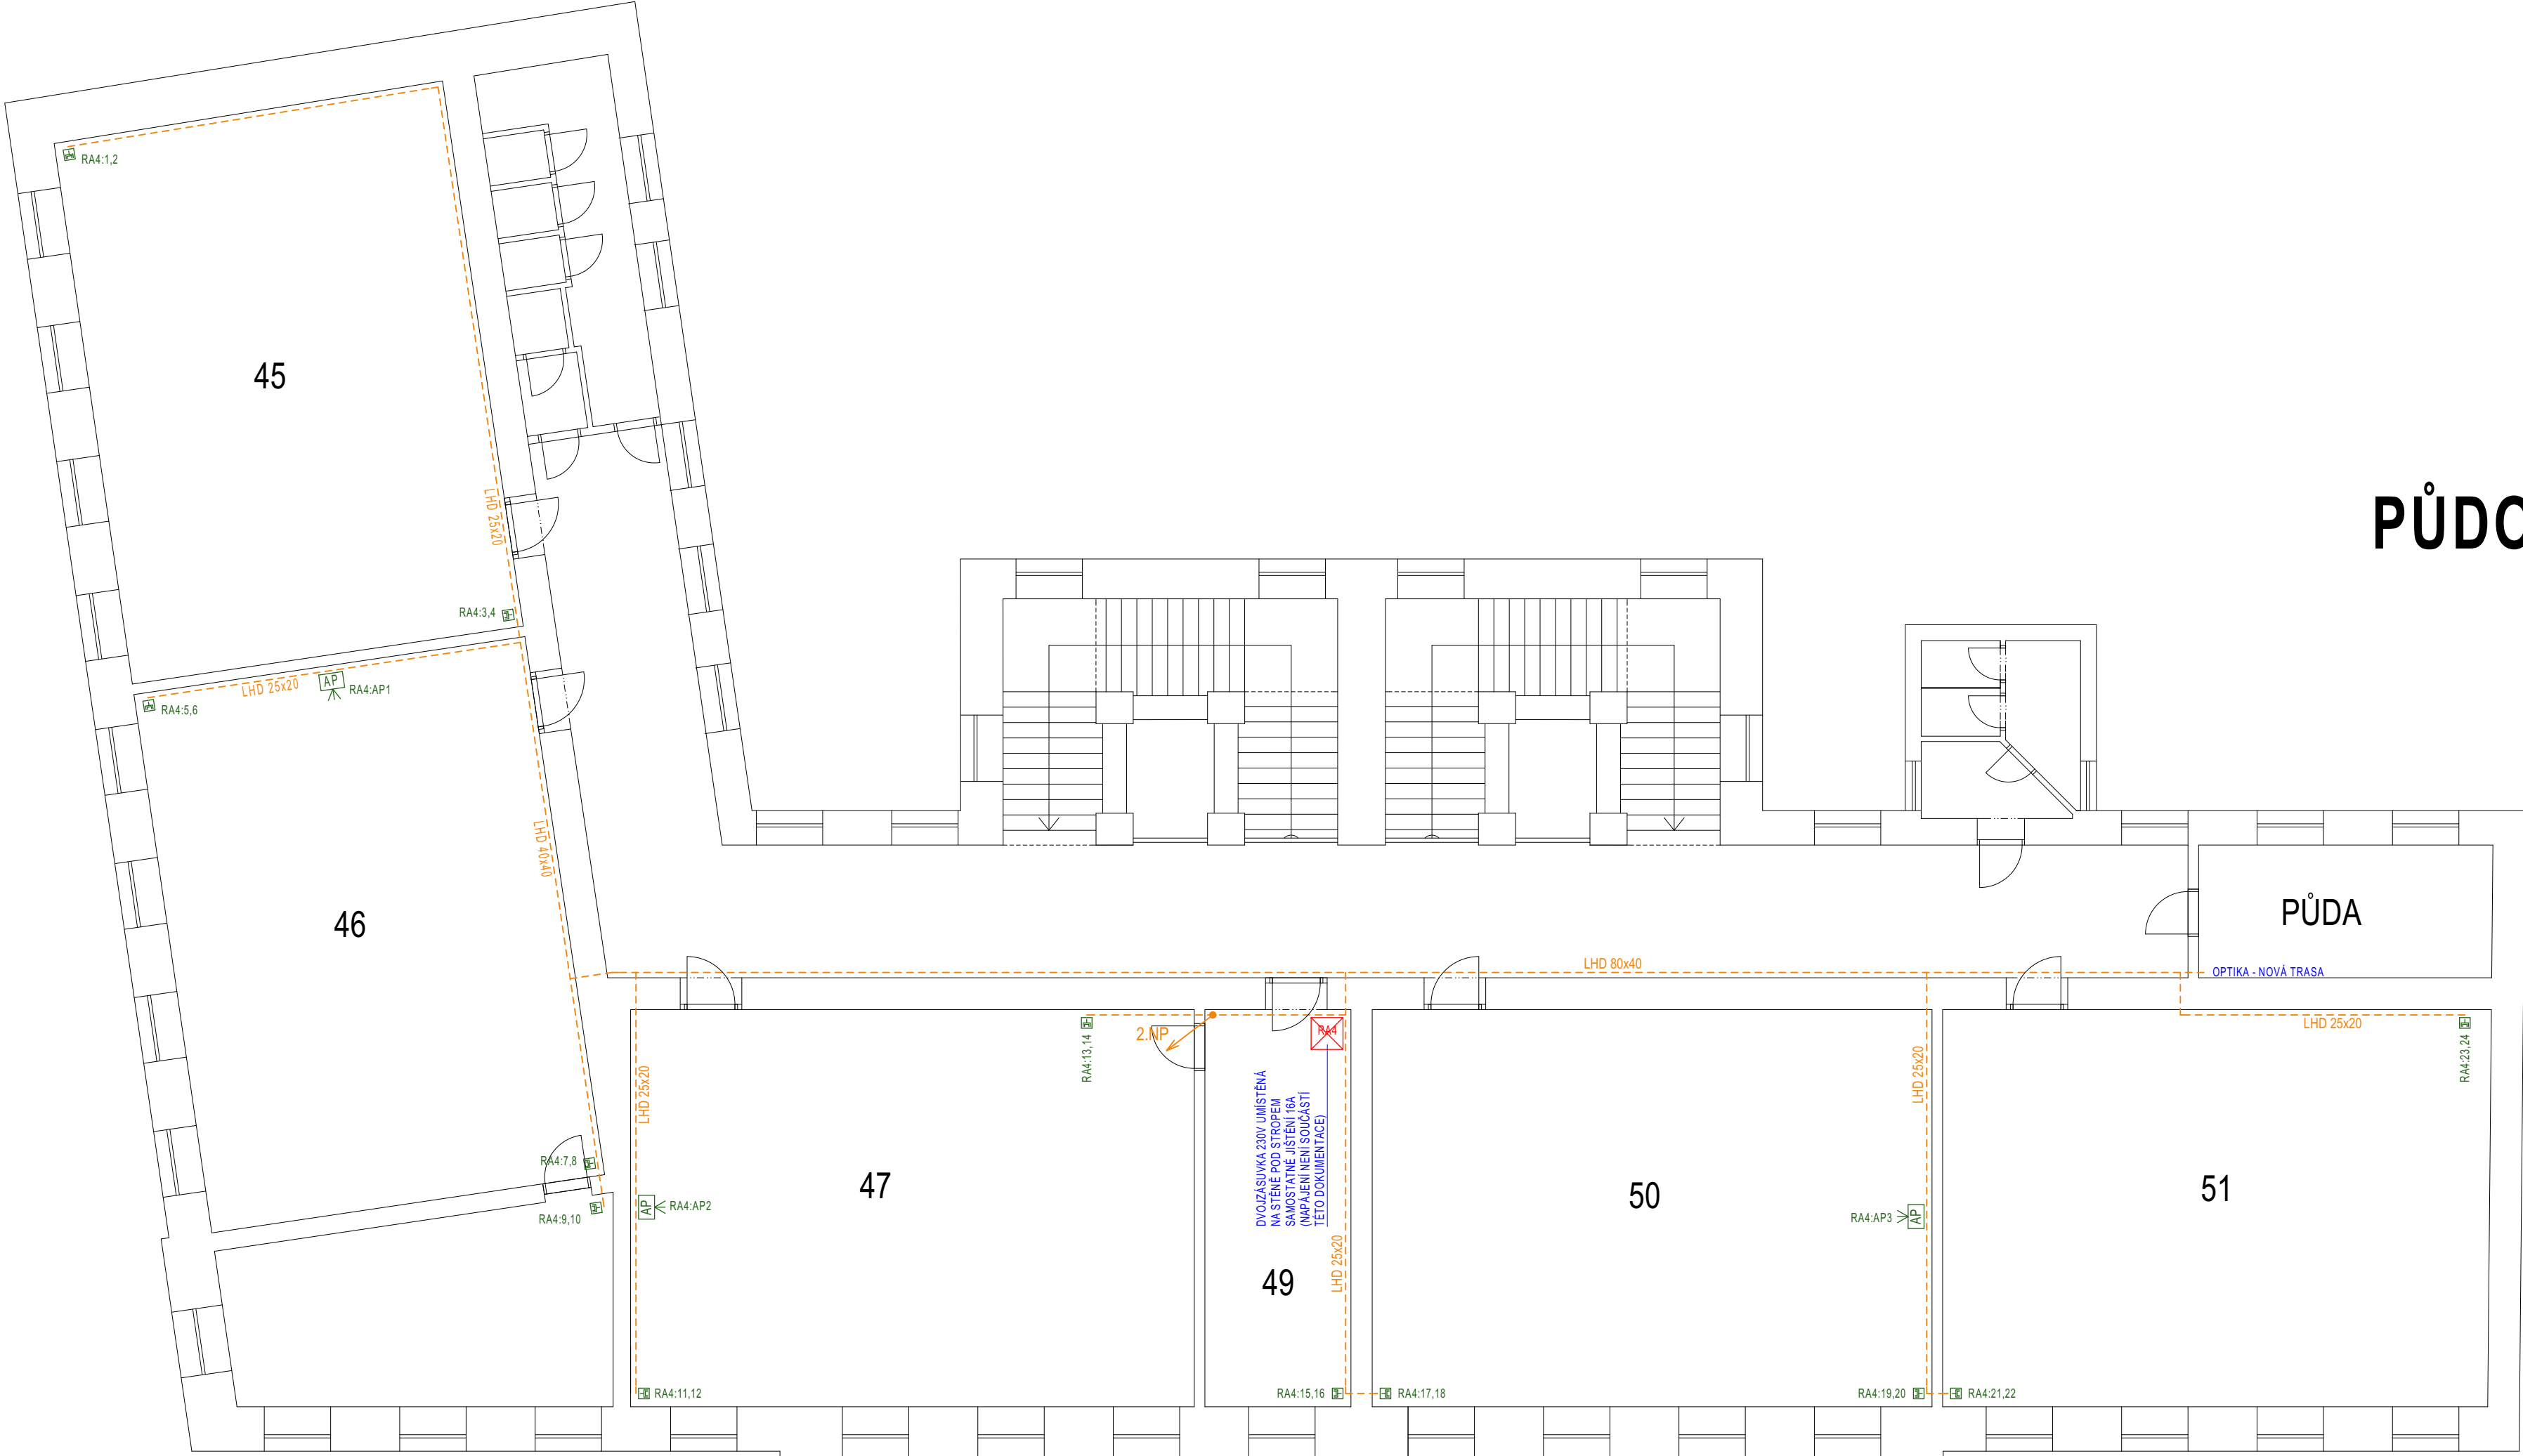 RA4:1,2
45
LHD 25x20
RA4:3,4
PŮDO
LHD 25x20
AP
RA4:AP1
RA4:5,6
LHD 40x40
46
PŮDA
LHD 80x40
OPTIKA - NOVÁ TRASA
2.NP
RA4
LHD 25x20
RA4:13,14
LHD 25x20
LHD 25x20
RA4:23,24
DVOJZÁSUVKA 230V UMÍSTĚNÁ
NA STĚNĚ POD STROPEM
SAMOSTATNÉ JIŠTĚNÍ 16A
(NAPÁJENÍ NENÍ SOUČÁSTÍ
TÉTO DOKUMENTACE)
RA4:7,8
47
50
51
AP
RA4:AP2
RA4:AP3
AP
RA4:9,10
LHD 25x20
49
RA4:11,12
RA4:15,16
RA4:17,18
RA4:19,20
RA4:21,22